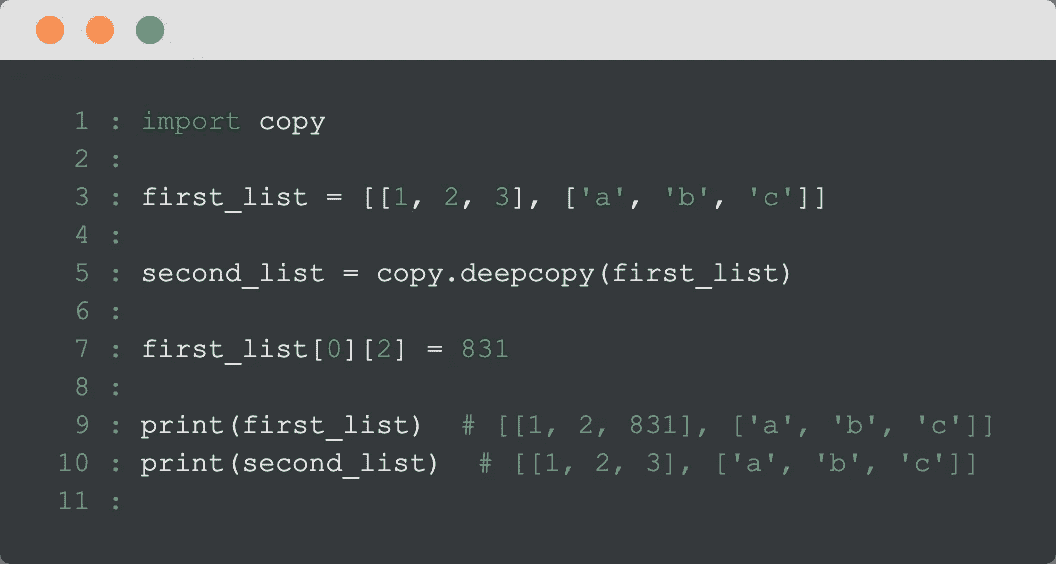 1 : import copy
2 :
3 : first_list = [[1, 2, 3], ['a', 'b', 'c']]
4 :
5 : second_list = copy.deepcopy(first_list)
6 :
7 : first_list[0][2] = 831
8 :
9 : print(first_list)  # [[1, 2, 831], ['a', 'b', 'c']]
10 : print(second_list)  # [[1, 2, 3], ['a', 'b', 'c']]
11 :